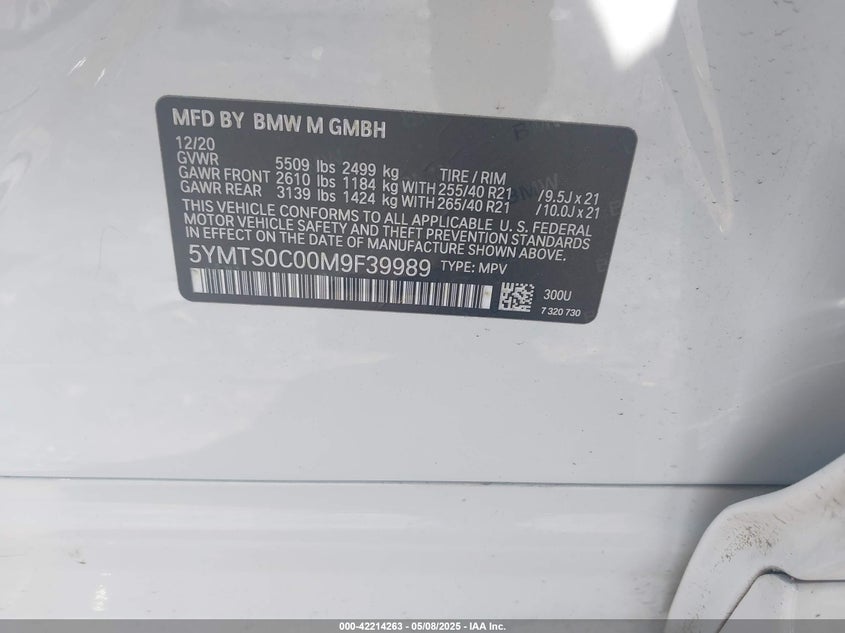 MFD BY BMW M GMBH
12/20
GVWR 5509 lbs 2499 kg TIRE / RIM
GAWR FRONT 2610 lbs 1184 kg WITH 255/40 R21 /9.5J x 21
GAWR REAR 3139 lbs 1424 kg WITH 265/40 R21 /10.0J x 21
THIS VEHICLE CONFORMS TO ALL APPLICABLE U. S. FEDERAL
MOTOR VEHICLE SAFETY AND THEFT PREVENTION
STANDARDS IN EFFECT ON THE DATE OF MANUFACTURE.
5YMTS0C00M9F39989 TYPE: MPV
300U
7 320 730
000-42214263 - 05/08/2025 - IAA Inc.